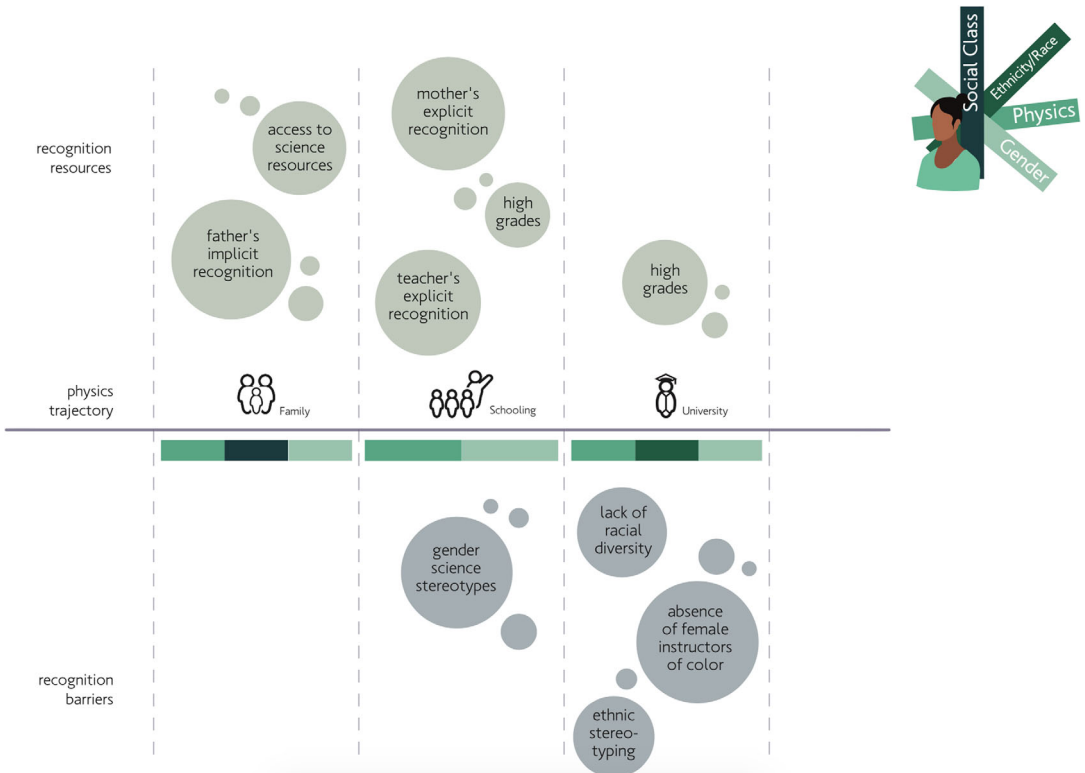 Social Class
Ethnicity/Race
Physics
Gender
recognition
resources
access to
science
resources
father's
implicit
recognition
mother's
explicit
recognition
high
grades
teacher's
explicit
recognition
high
grades
physics
trajectory
Family
Schooling
University
recognition
barriers
gender
science
stereotypes
lack of
racial
diversity
absence
of female
instructors
of color
ethnic
stereo-
typing